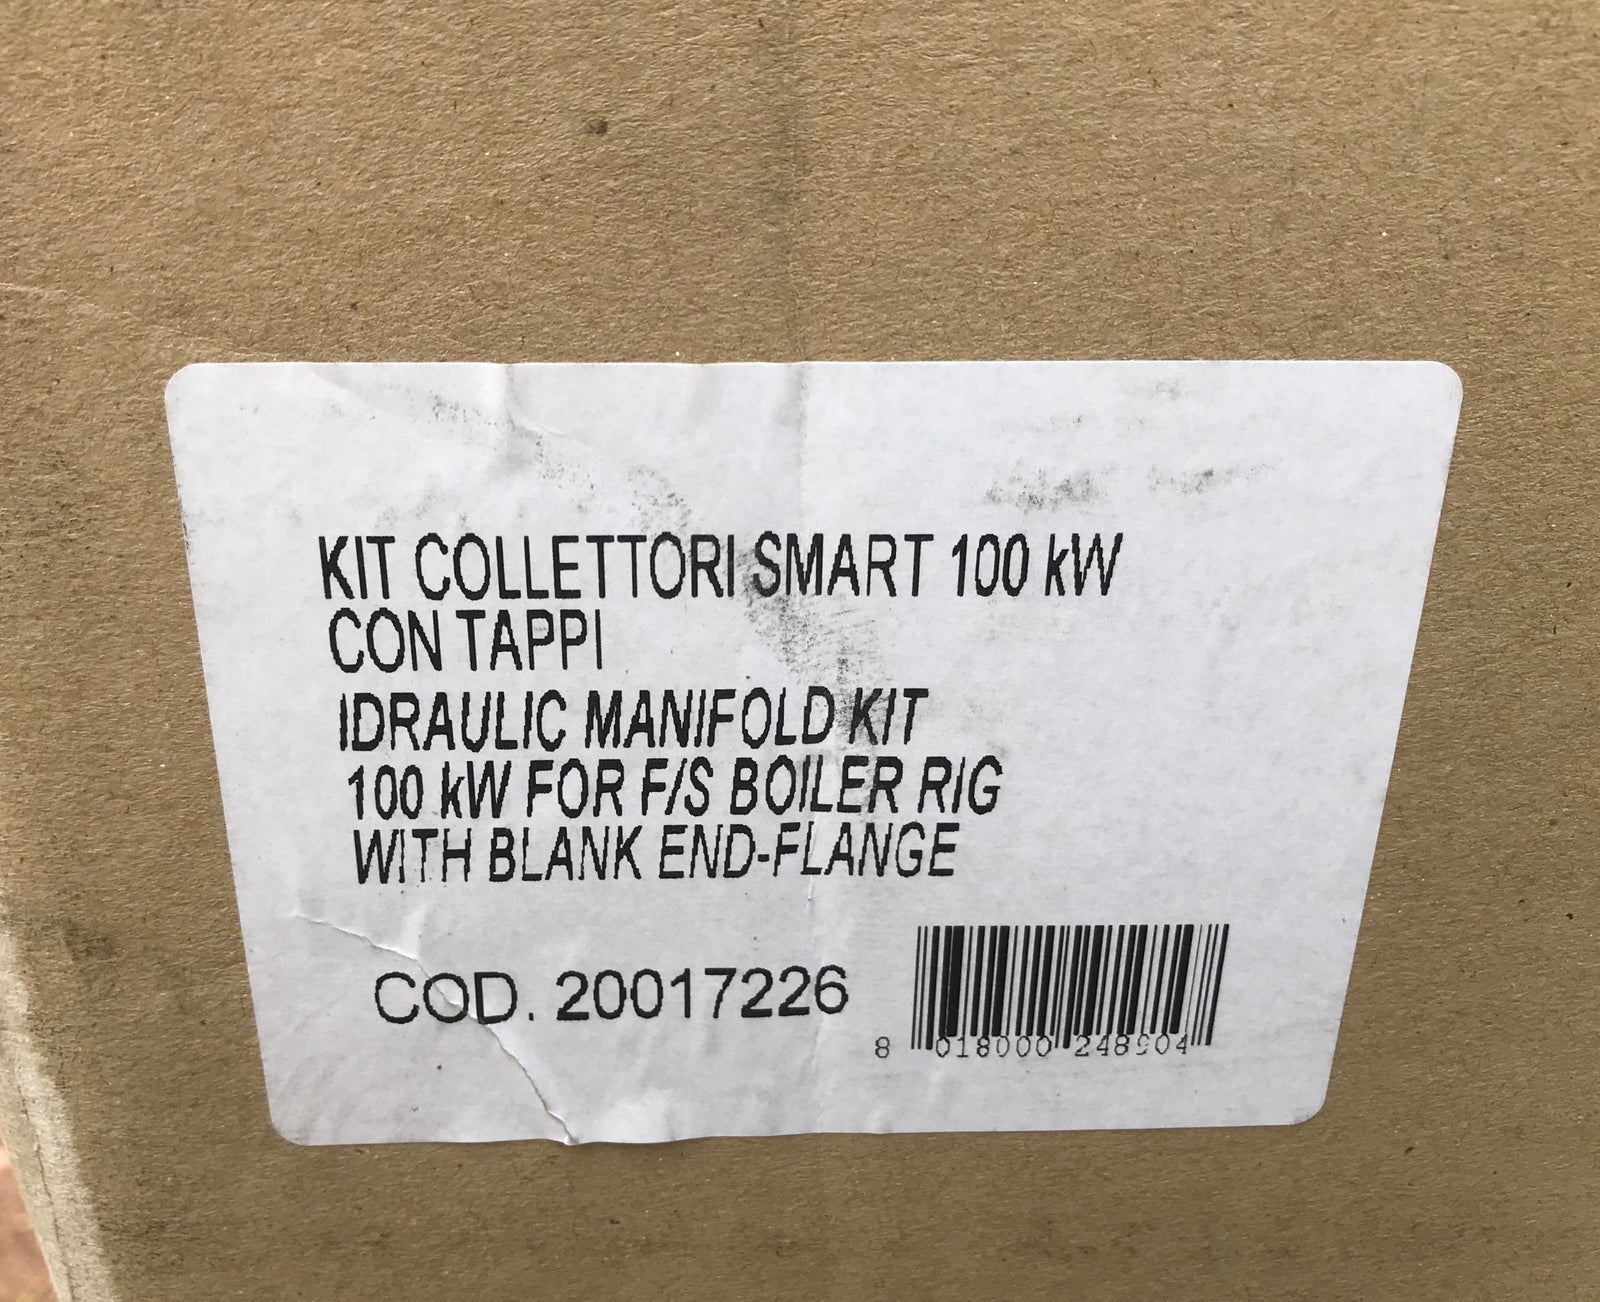 KIT COLLETTORI SMART 100 kW
CON TAPPI
IDRAULIC MANIFOLD KIT
100 kW FOR F/S BOILER RIG
WITH BLANK END-FLANGE
COD. 20017226
8 018000 248904